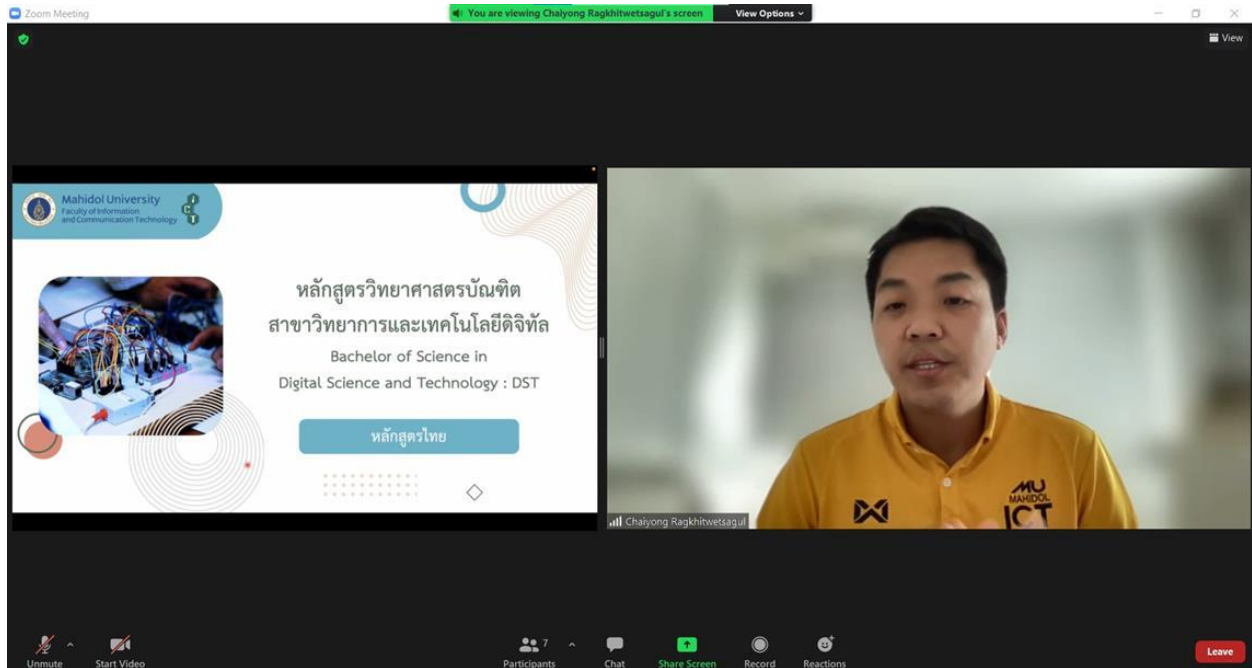 Zoom Meeting
You are viewing Chaiyong Ragkhitwetsagul's screen
View Options
View
Mahidol University
Faculty of Information
and Communication Technology
I
C
T
หลักสูตรวิทยาศาสตรบัณฑิต
สาขาวิทยาการและเทคโนโลยีดิจิทัล
Bachelor of Science in
Digital Science and Technology : DST
หลักสูตรไทย
MU
MAHIDOL
ICT
Chaiyong Ragkhitwetsagul
Unmute
Start Video
7
Participants
Chat
Share Screen
Record
Reactions
Leave